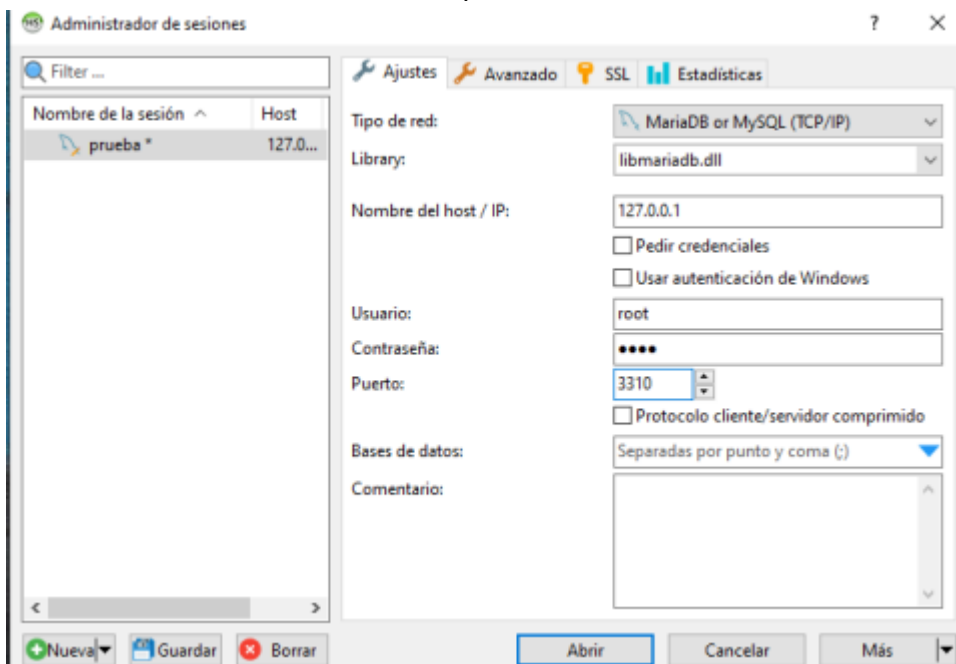 HS Administrador de sesiones ? ×
Filter ...
Ajustes Avanzado SSL Estadísticas
Nombre de la sesión Host
prueba * 127.0...
Tipo de red: MariaDB or MySQL (TCP/IP)
Library: libmariadb.dll
Nombre del host / IP: 127.0.0.1
Pedir credenciales
Usar autenticación de Windows
Usuario: root
Contraseña: ••••
Puerto: 3310
Protocolo cliente/servidor comprimido
Bases de datos: Separadas por punto y coma (;)
Comentario:
Nueva Guardar Borrar Abrir Cancelar Más